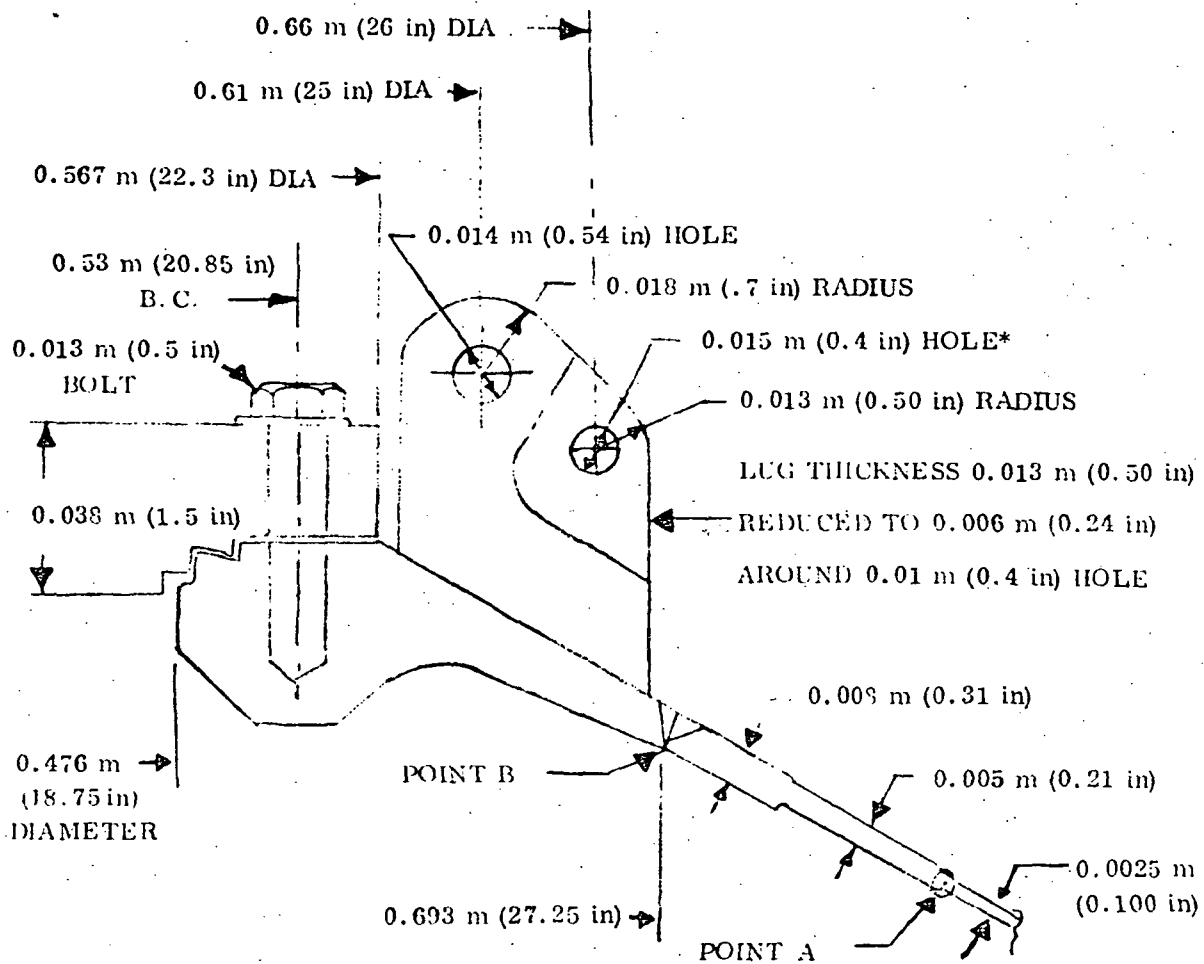 0.66 m (26 in) DIA
0.61 m (25 in) DIA
0.567 m (22.3 in) DIA
0.014 m (0.54 in) HOLE
0.53 m (20.85 in)
B.C.
0.018 m (.7 in) RADIUS
0.013 m (0.5 in)
BOLT
0.015 m (0.4 in) HOLE*
0.013 m (0.50 in) RADIUS
0.038 m (1.5 in)
LUG THICKNESS 0.013 m (0.50 in)
REDUCED TO 0.006 m (0.24 in)
AROUND 0.01 m (0.4 in) HOLE
0.008 m (0.31 in)
0.476 m
(18.75 in)
DIAMETER
POINT B
0.005 m (0.21 in)
0.0025 m
(0.100 in)
0.693 m (27.25 in)
POINT A